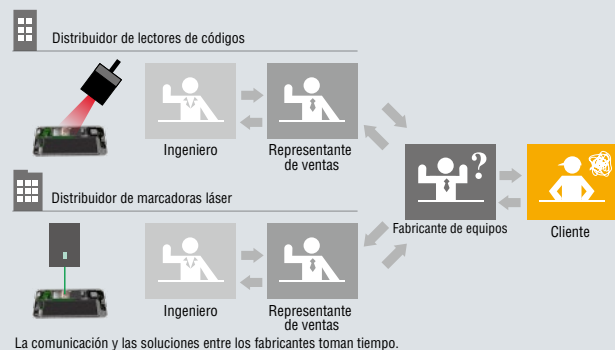 Distribuidor de lectores de códigos
Ingeniero
Representante
de ventas
?
Fabricante de equipos
Cliente
Distribuidor de marcadoras láser
Ingeniero
Representante
de ventas
La comunicación y las soluciones entre los fabricantes toman tiempo.